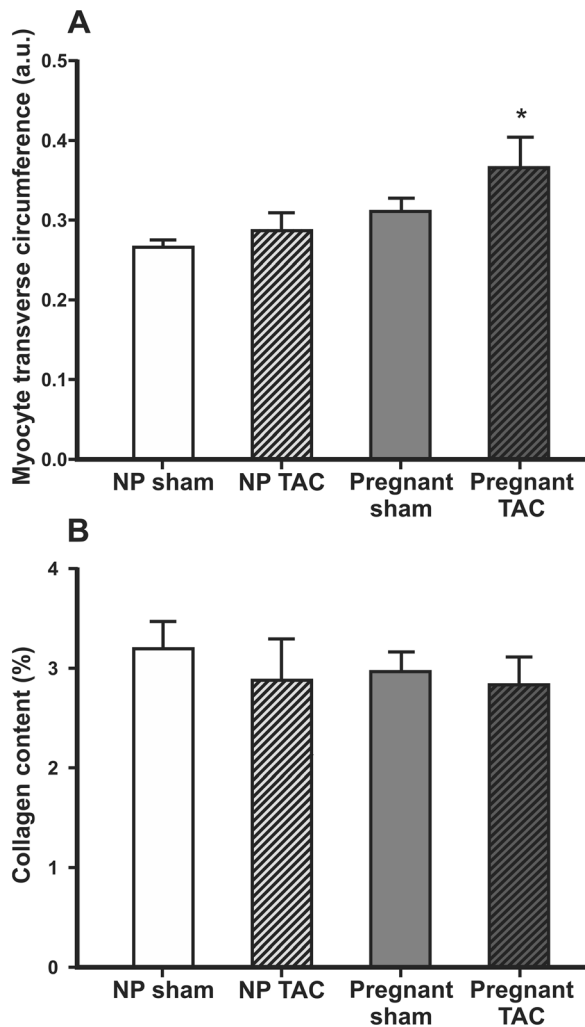 A
Myocyte transverse circumference (a.u.)
0.5
0.4
0.3
0.2
0.1
0.0
*
NP sham
NP TAC
Pregnant
sham
Pregnant
TAC
B
Collagen content (%)
4
3
2
1
0
NP sham
NP TAC
Pregnant
sham
Pregnant
TAC